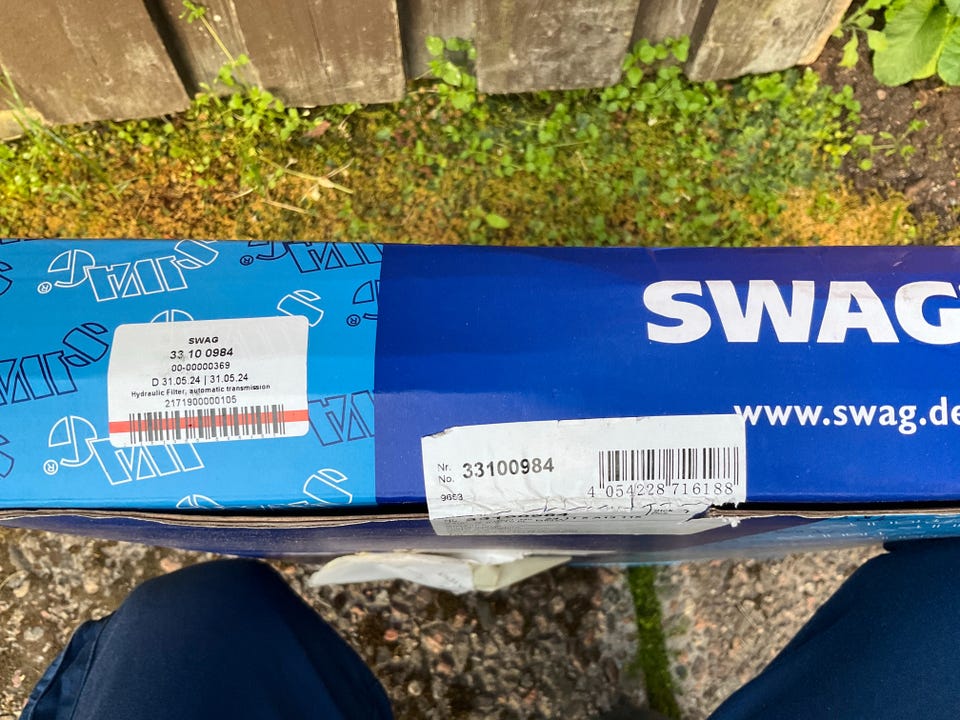 SWAG
SWAG
33 10 0984
00-00000369
D 31.05.24 | 31.05.24
Hydraulic Filter, automatic transmission
2171900000105
SWAG
www.swag.de
Nr.
No. 33100984
9653
4 054228 716188